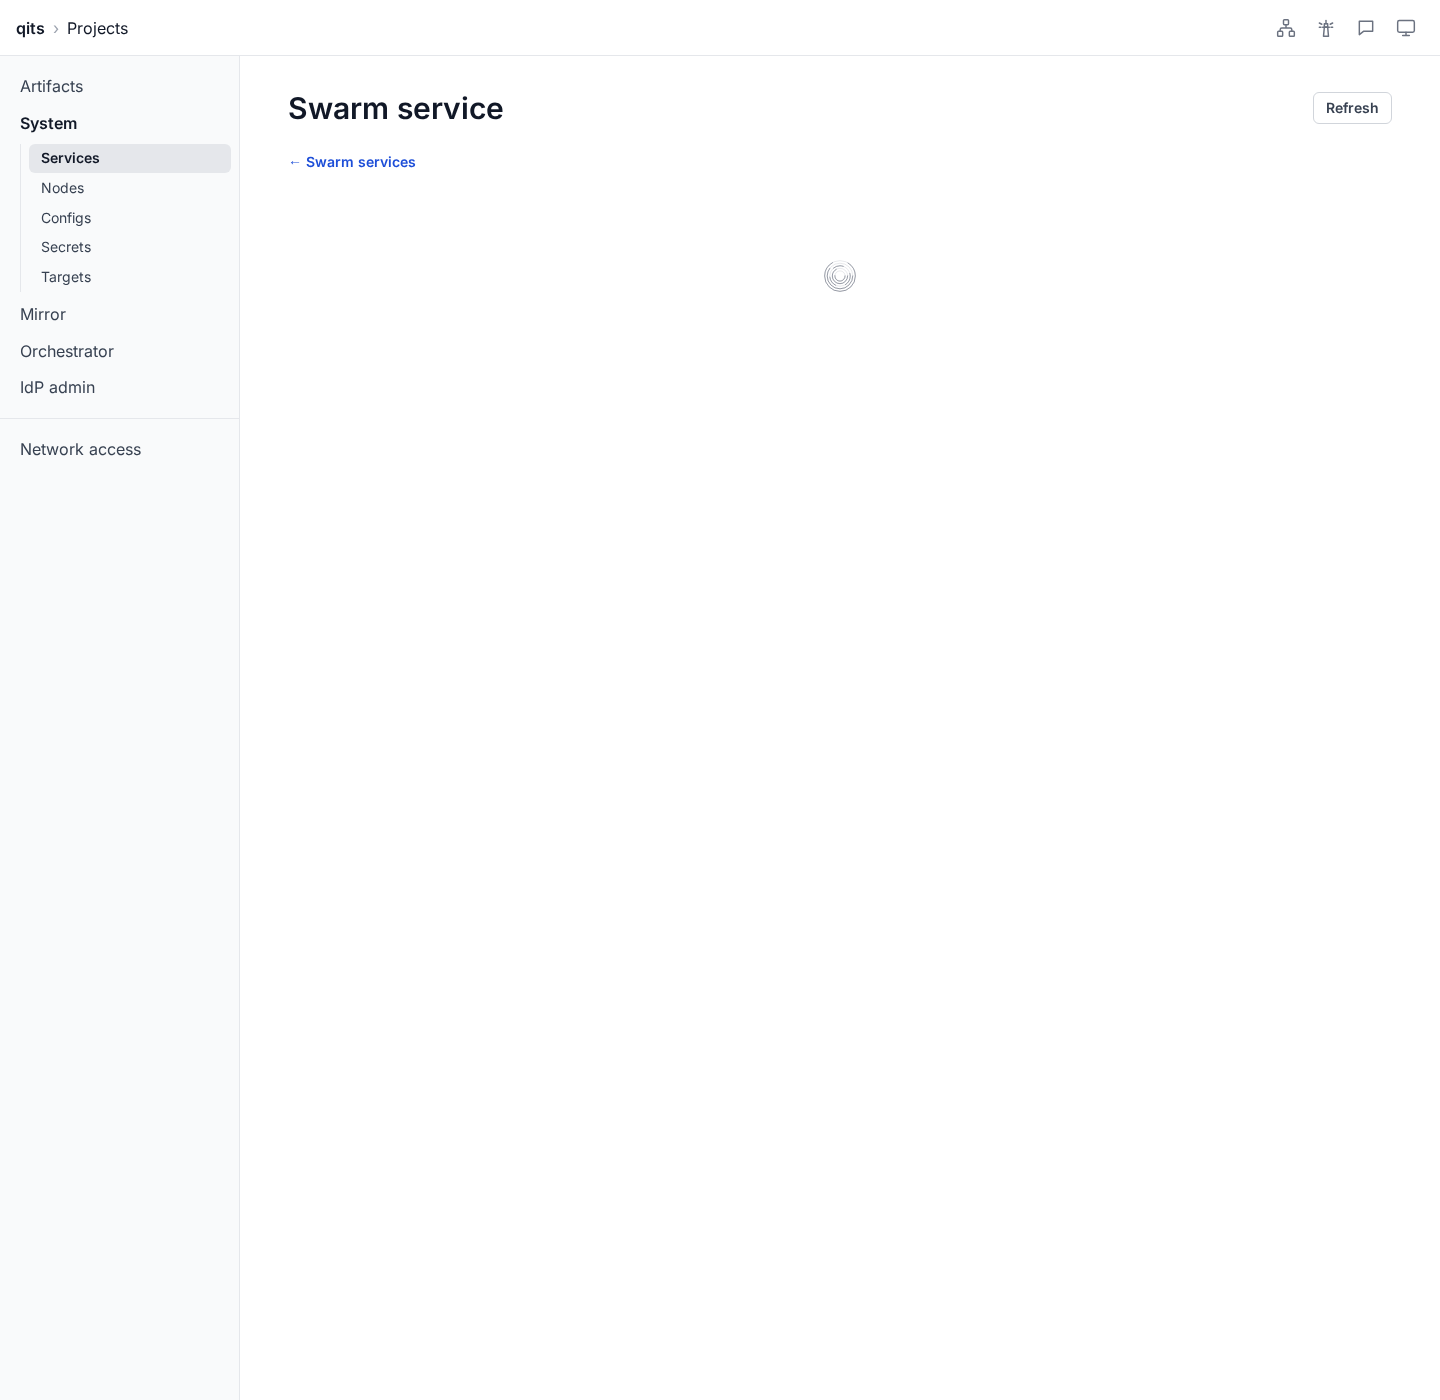 qits › Projects
Artifacts
System
Services
Nodes
Configs
Secrets
Targets
Mirror
Orchestrator
IdP admin
Network access
Swarm service
Refresh
← Swarm services